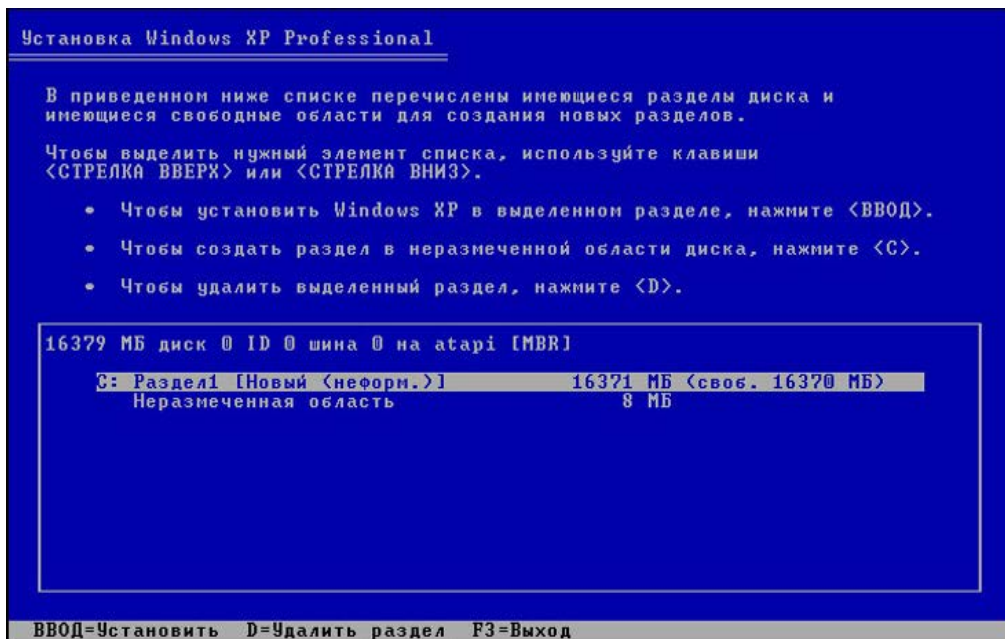 Установка Windows XP Professional
В приведенном ниже списке перечислены имеющиеся разделы диска и
имеющиеся свободные области для создания новых разделов.
Чтобы выделить нужный элемент списка, используйте клавиши
<СТРЕЛКА ВВЕРХ> или <СТРЕЛКА ВНИЗ>.
• Чтобы установить Windows XP в выделенном разделе, нажмите <ВВОД>.
• Чтобы создать раздел в неразмеченной области диска, нажмите <C>.
• Чтобы удалить выделенный раздел, нажмите <D>.
16379 МБ диск 0 ID 0 шина 0 на atapi [MBR]
C: Раздел1 [Новый (неформ.)] 16371 МБ (своб. 16370 МБ)
Неразмеченная область 8 МБ
ВВОД=Установить D=Удалить раздел F3=Выход